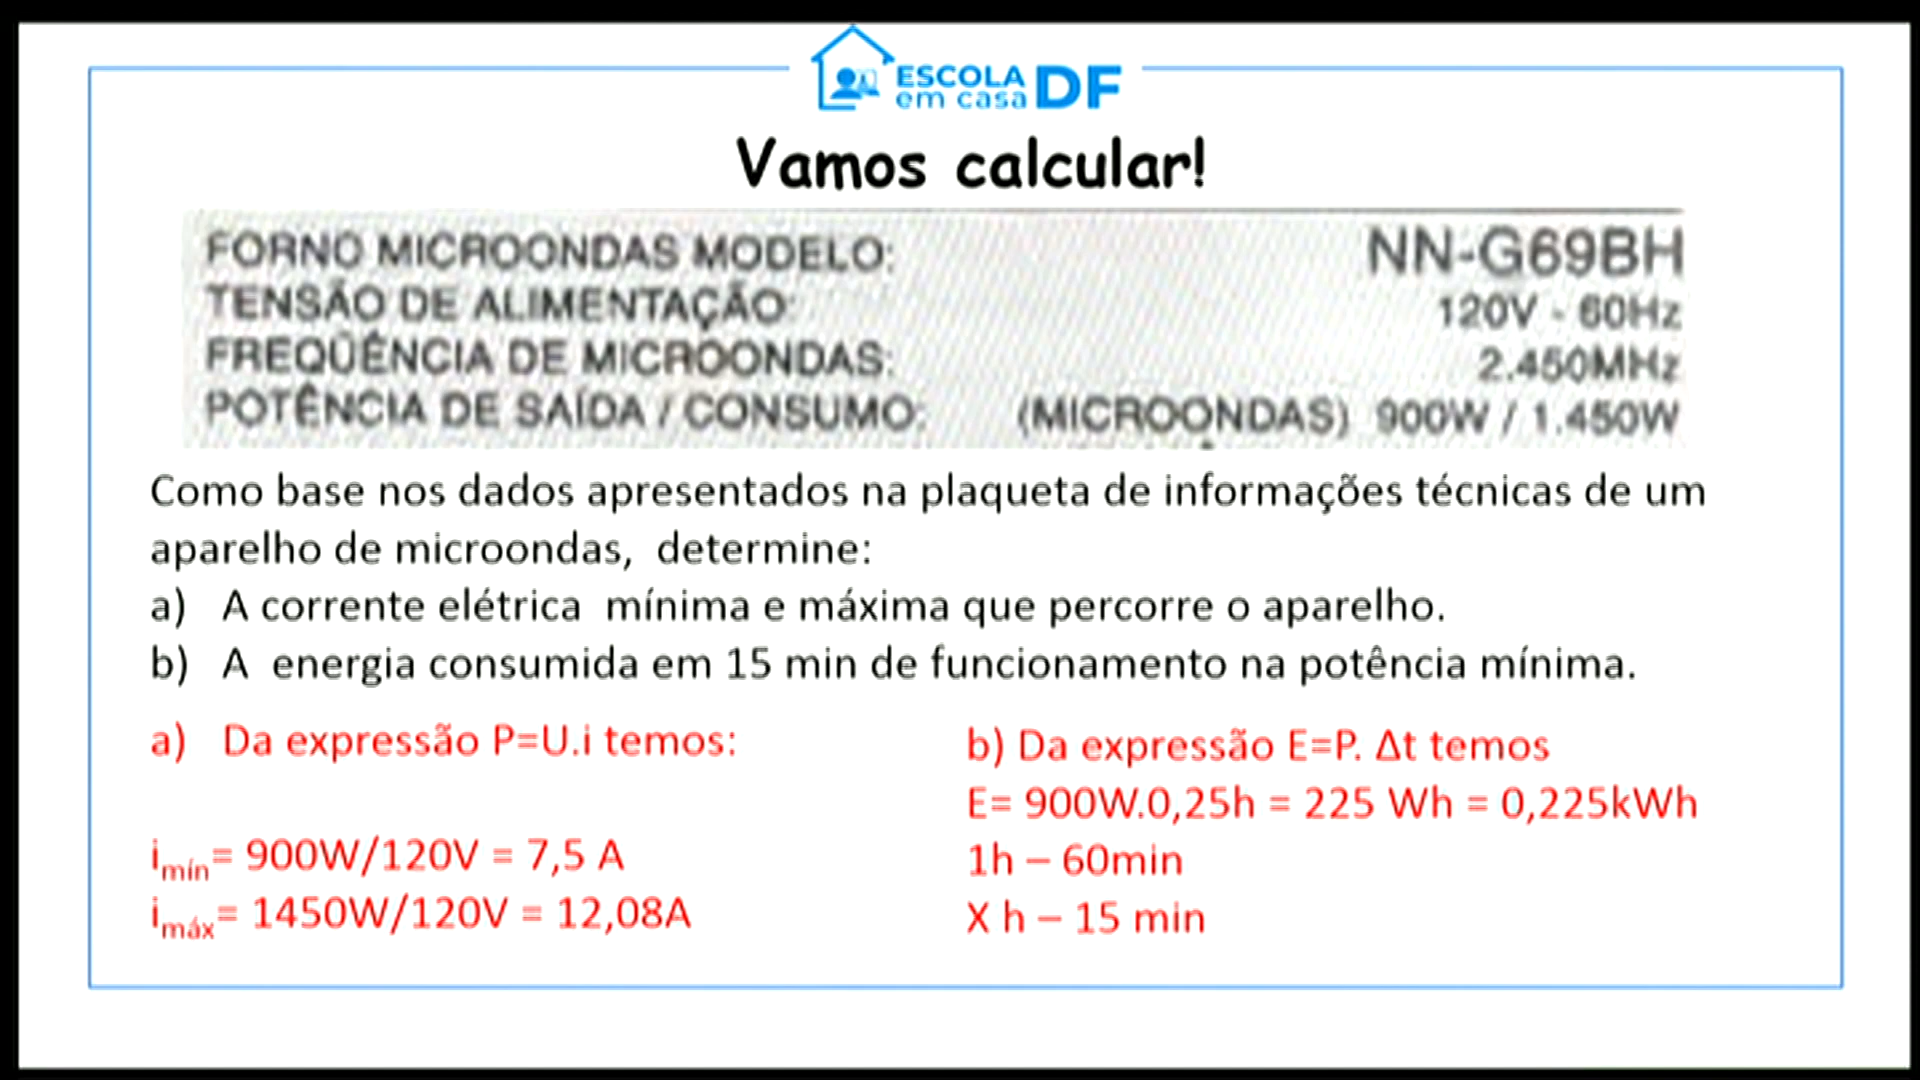 ESCOLA
em casa DF
Vamos calcular!
FORNO MICROONDAS MODELO: NN-G69BH
TENSÃO DE ALIMENTAÇÃO: 120V - 60Hz
FREQÜÊNCIA DE MICROONDAS: 2.450MHz
POTÊNCIA DE SAÍDA / CONSUMO: (MICROONDAS) 900W / 1.450W
Como base nos dados apresentados na plaqueta de informações técnicas de um
aparelho de microondas, determine:
a) A corrente elétrica mínima e máxima que percorre o aparelho.
b) A energia consumida em 15 min de funcionamento na potência mínima.
a) Da expressão P=U.i temos:
imín= 900W/120V = 7,5 A
imáx= 1450W/120V = 12,08A
b) Da expressão E=P. Δt temos
E= 900W.0,25h = 225 Wh = 0,225kWh
1h – 60min
X h – 15 min